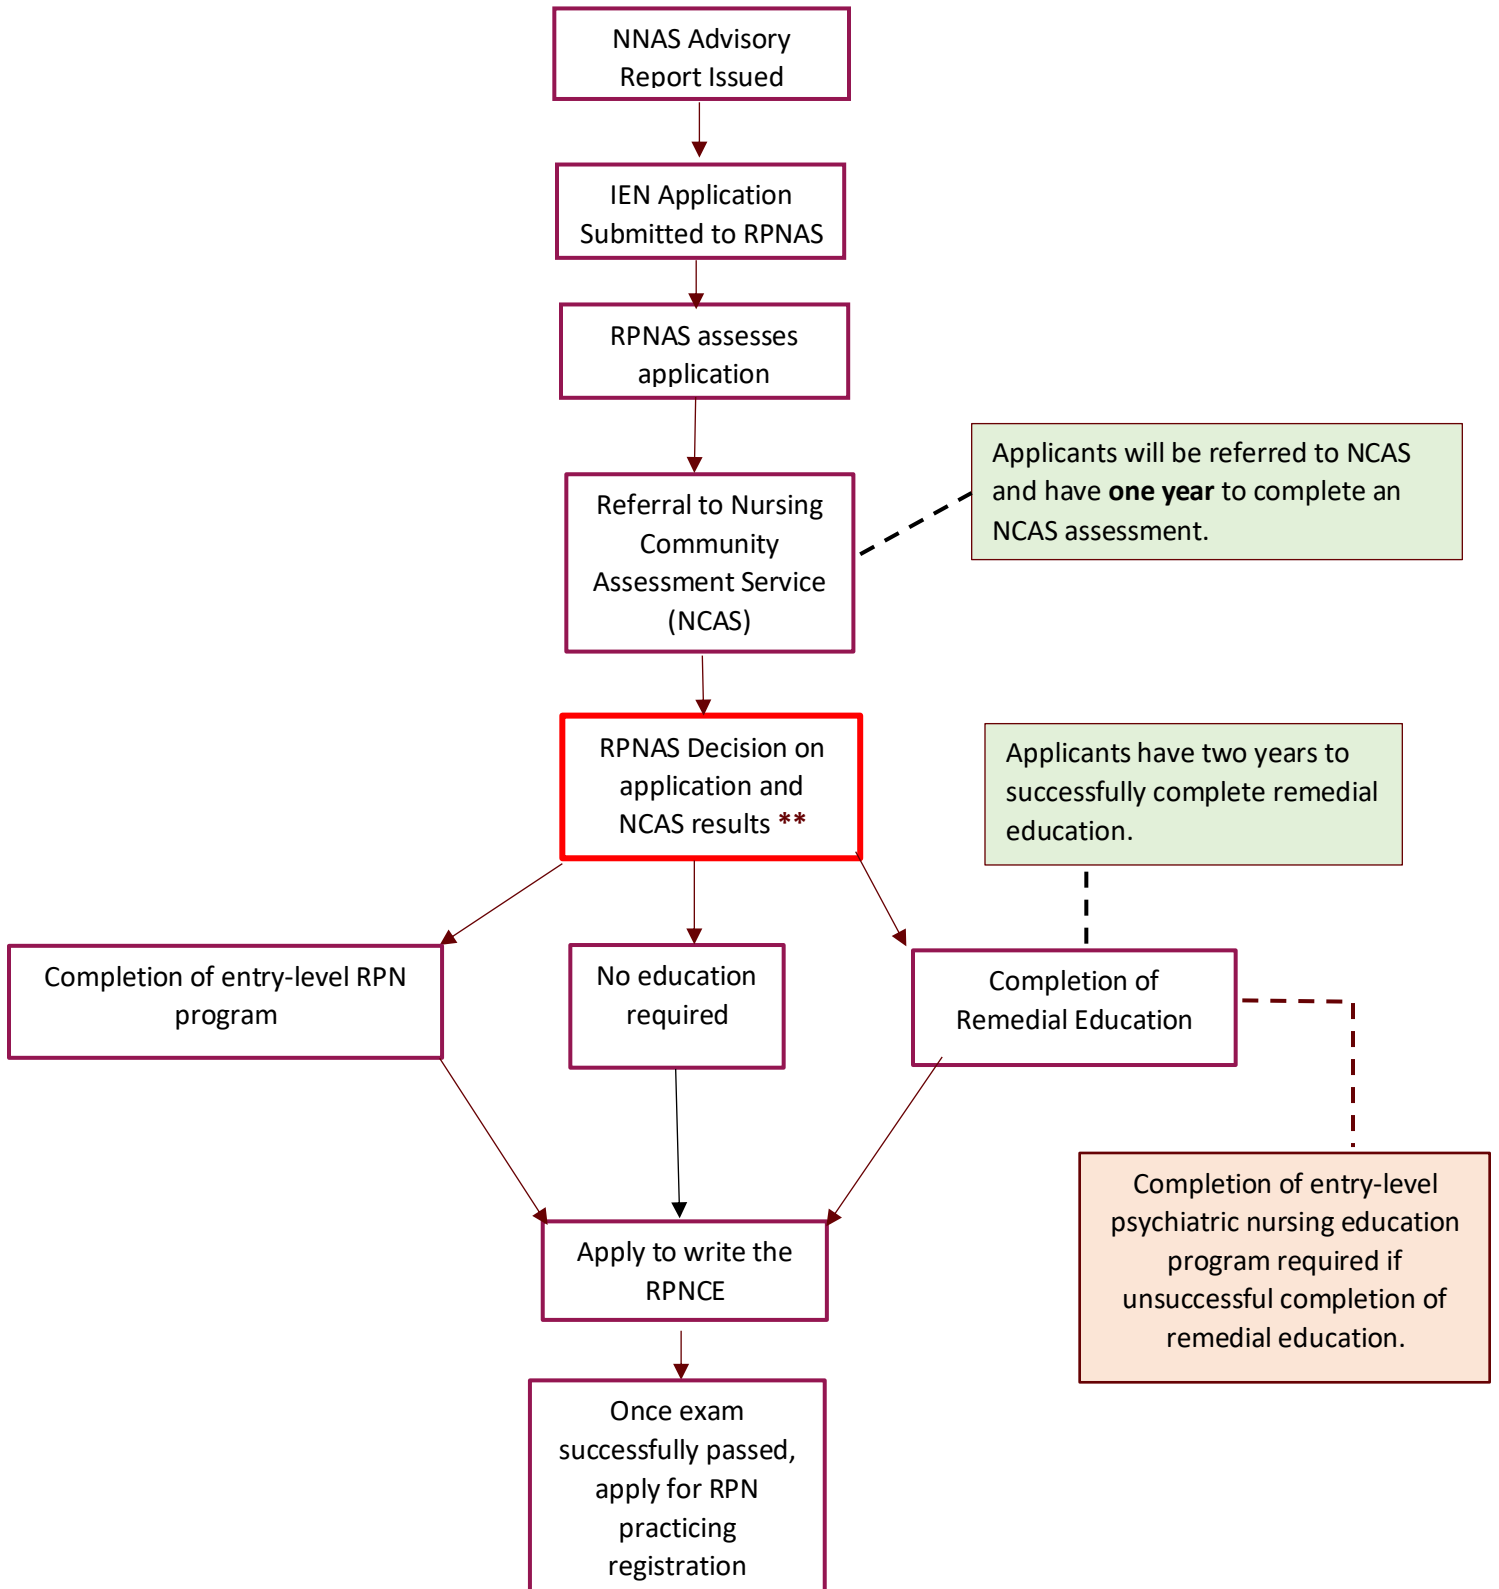 NNAS Advisory
Report Issued
IEN Application
Submitted to RPNAS
RPNAS assesses
application
Referral to Nursing
Community
Assessment Service
(NCAS)
Applicants will be referred to NCAS
and have one year to complete an
NCAS assessment.
RPNAS Decision on
application and
NCAS results **
Applicants have two years to
successfully complete remedial
education.
Completion of entry-level RPN
program
No education
required
Completion of
Remedial Education
Completion of entry-level
psychiatric nursing education
program required if
unsuccessful completion of
remedial education.
Apply to write the
RPNCE
Once exam
successfully passed,
apply for RPN
practicing
registration